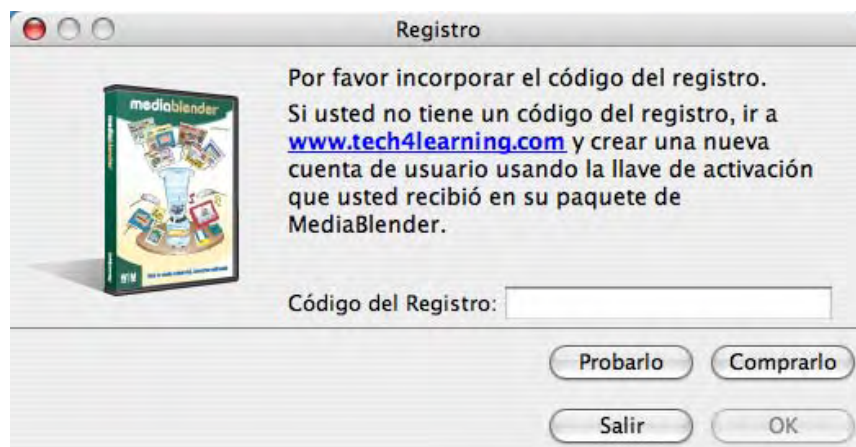 Registro
mediablender
Por favor incorporar el código del registro.
Si usted no tiene un código del registro, ir a
www.tech4learning.com y crear una nueva
cuenta de usuario usando la llave de activación
que usted recibió en su paquete de
MediaBlender.
Código del Registro:
Probarlo
Comprarlo
Salir
OK